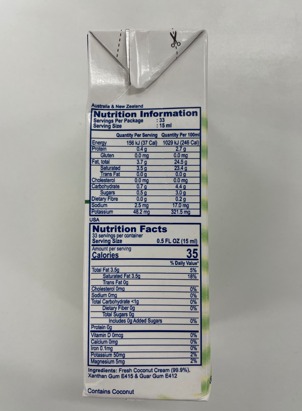 Australia & New Zealand
Nutrition Information
Servings Per Package : 33
Serving Size : 15 ml
Quantity Per Serving Quantity Per 100ml
Energy 156 kJ (37 Cal) 1029 kJ (246 Cal)
Protein 0.4 g 2.7 g
Gluten 0.0 mg 0.0 mg
Fat, total 3.7 g 24.6 g
Saturated 3.5 g 23.4 g
Trans Fat 0.0 g 0.0 g
Cholesterol 0.0 mg 0.0 mg
Carbohydrate 0.7 g 4.4 g
Sugars 0.5 g 3.0 g
Dietary Fibre 0.0 g 0.2 g
Sodium 2.5 mg 17.0 mg
Potassium 48.2 mg 321.5 mg
USA
Nutrition Facts
33 servings per container
Serving Size 0.5 FL OZ (15 ml)
Amount per serving
Calories 35
% Daily Value
Total Fat 3.5g 5%
Saturated Fat 3.5g 18%
Trans Fat 0g
Cholesterol 0mg 0%
Sodium 0mg 0%
Total Carbohydrate <1g 0%
Dietary Fiber 0g 0%
Total Sugars 0g
Includes 0g Added Sugars 0%
Protein 0g
Vitamin D 0mcg 0%
Calcium 0mg 0%
Iron 0.1mg 0%
Potassium 50mg 2%
Magnesium 5mg 2%
Ingredients: Fresh Coconut Cream (99.9%),
Xanthan Gum E415 & Guar Gum E412
Contains Coconut